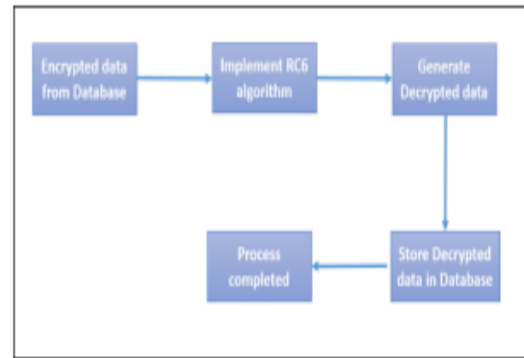 Encrypted data
from Database
Implement RC6
algorithm
Generate
Decrypted data
Store Decrypted
data in Database
Process
completed